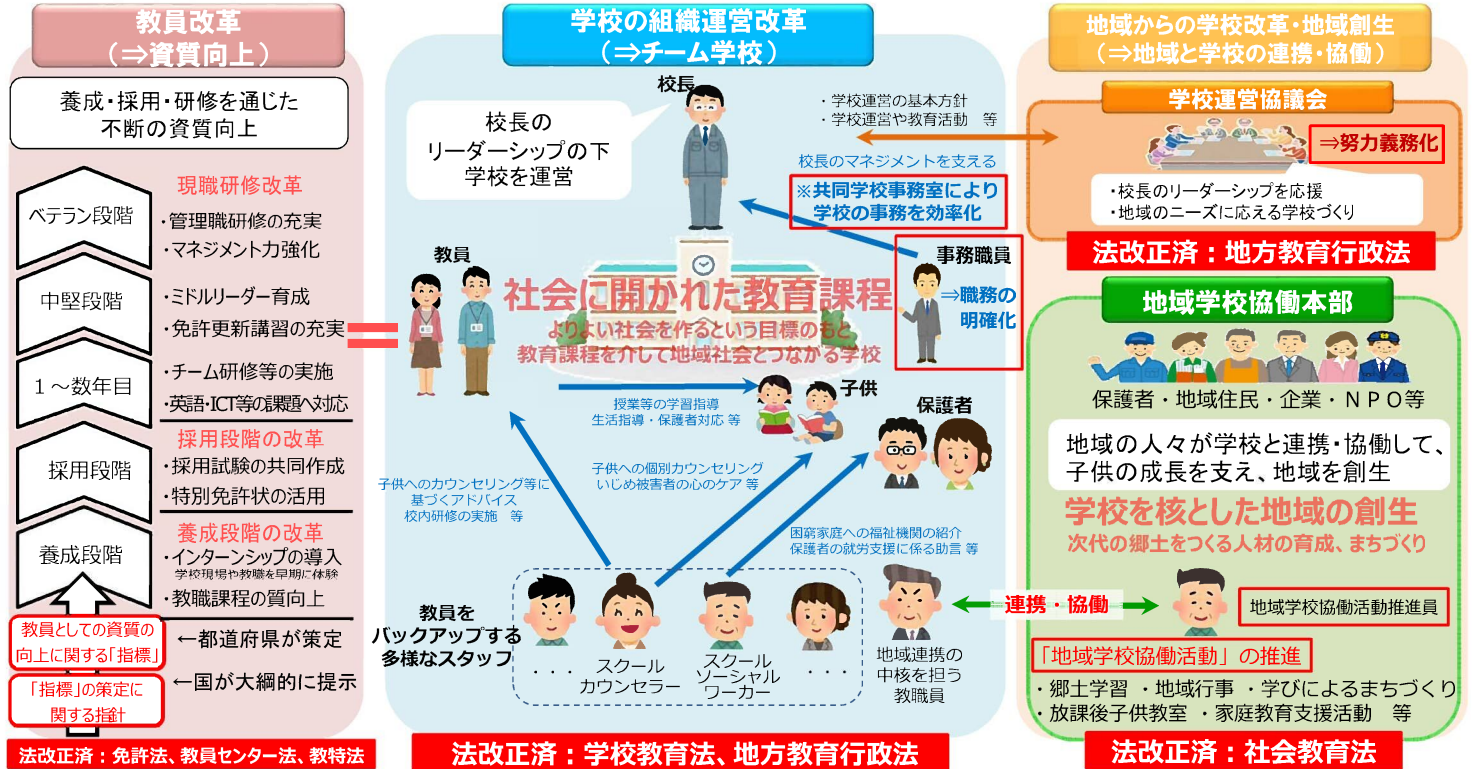 教員改革
(⇒資質向上)
養成・採用・研修を通じた
不断の資質向上
ベテラン段階
現職研修改革
・管理職研修の充実
・マネジメント力強化
中堅段階
・ミドルリーダー育成
・免許更新講習の充実
1～数年目
・チーム研修等の実施
・英語・ICT等の課題へ対応
採用段階
採用段階の改革
・採用試験の共同作成
・特別免許状の活用
養成段階
養成段階の改革
・インターンシップの導入
学校現場や教職を早期に体験
・教職課程の質向上
教員としての資質の
向上に関する「指標」
←都道府県が策定
「指標」の策定に
関する指針
←国が大綱的に提示
法改正済：免許法、教員センター法、教特法
学校の組織運営改革
(⇒チーム学校)
校長
校長の
リーダーシップの下
学校を運営
・学校運営の基本方針
・学校運営や教育活動　等
校長のマネジメントを支える
※共同学校事務室により
学校の事務を効率化
教員
事務職員
⇒職務の
明確化
社会に開かれた教育課程
よりよい社会を作るという目標のもと
教育課程を介して地域社会とつながる学校
授業等の学習指導
生活指導・保護者対応 等
子供
保護者
子供へのカウンセリング等に
基づくアドバイス
校内研修の実施　等
子供への個別カウンセリング
いじめ被害者の心のケア 等
困窮家庭への福祉機関の紹介
保護者の就労支援に係る助言 等
教員を
バックアップする
多様なスタッフ
・・・
スクール
カウンセラー
スクール
ソーシャル
ワーカー
・・・
地域連携の
中核を担う
教職員
法改正済：学校教育法、地方教育行政法
地域からの学校改革・地域創生
(⇒地域と学校の連携・協働)
学校運営協議会
⇒努力義務化
・校長のリーダーシップを応援
・地域のニーズに応える学校づくり
法改正済：地方教育行政法
地域学校協働本部
保護者・地域住民・企業・NPO等
地域の人々が学校と連携・協働して、
子供の成長を支え、地域を創生
学校を核とした地域の創生
次代の郷土をつくる人材の育成、まちづくり
連携・協働
地域学校協働活動推進員
「地域学校協働活動」の推進
・郷土学習 ・地域行事 ・学びによるまちづくり
・放課後子供教室 ・家庭教育支援活動　等
法改正済：社会教育法